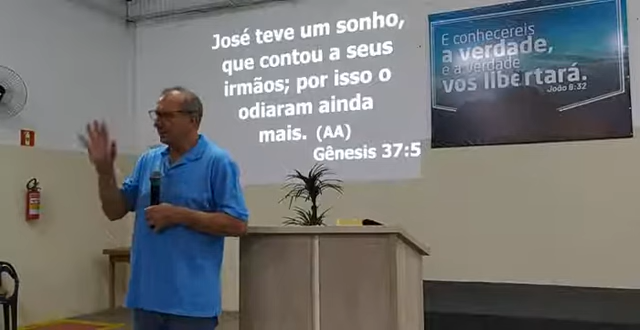 José teve um sonho,
que contou a seus
irmãos; por isso o
odiaram ainda
mais. (AA)
Gênesis 37:5
E conhecereis
a verdade,
e a verdade
vos libertará.
João 8:32